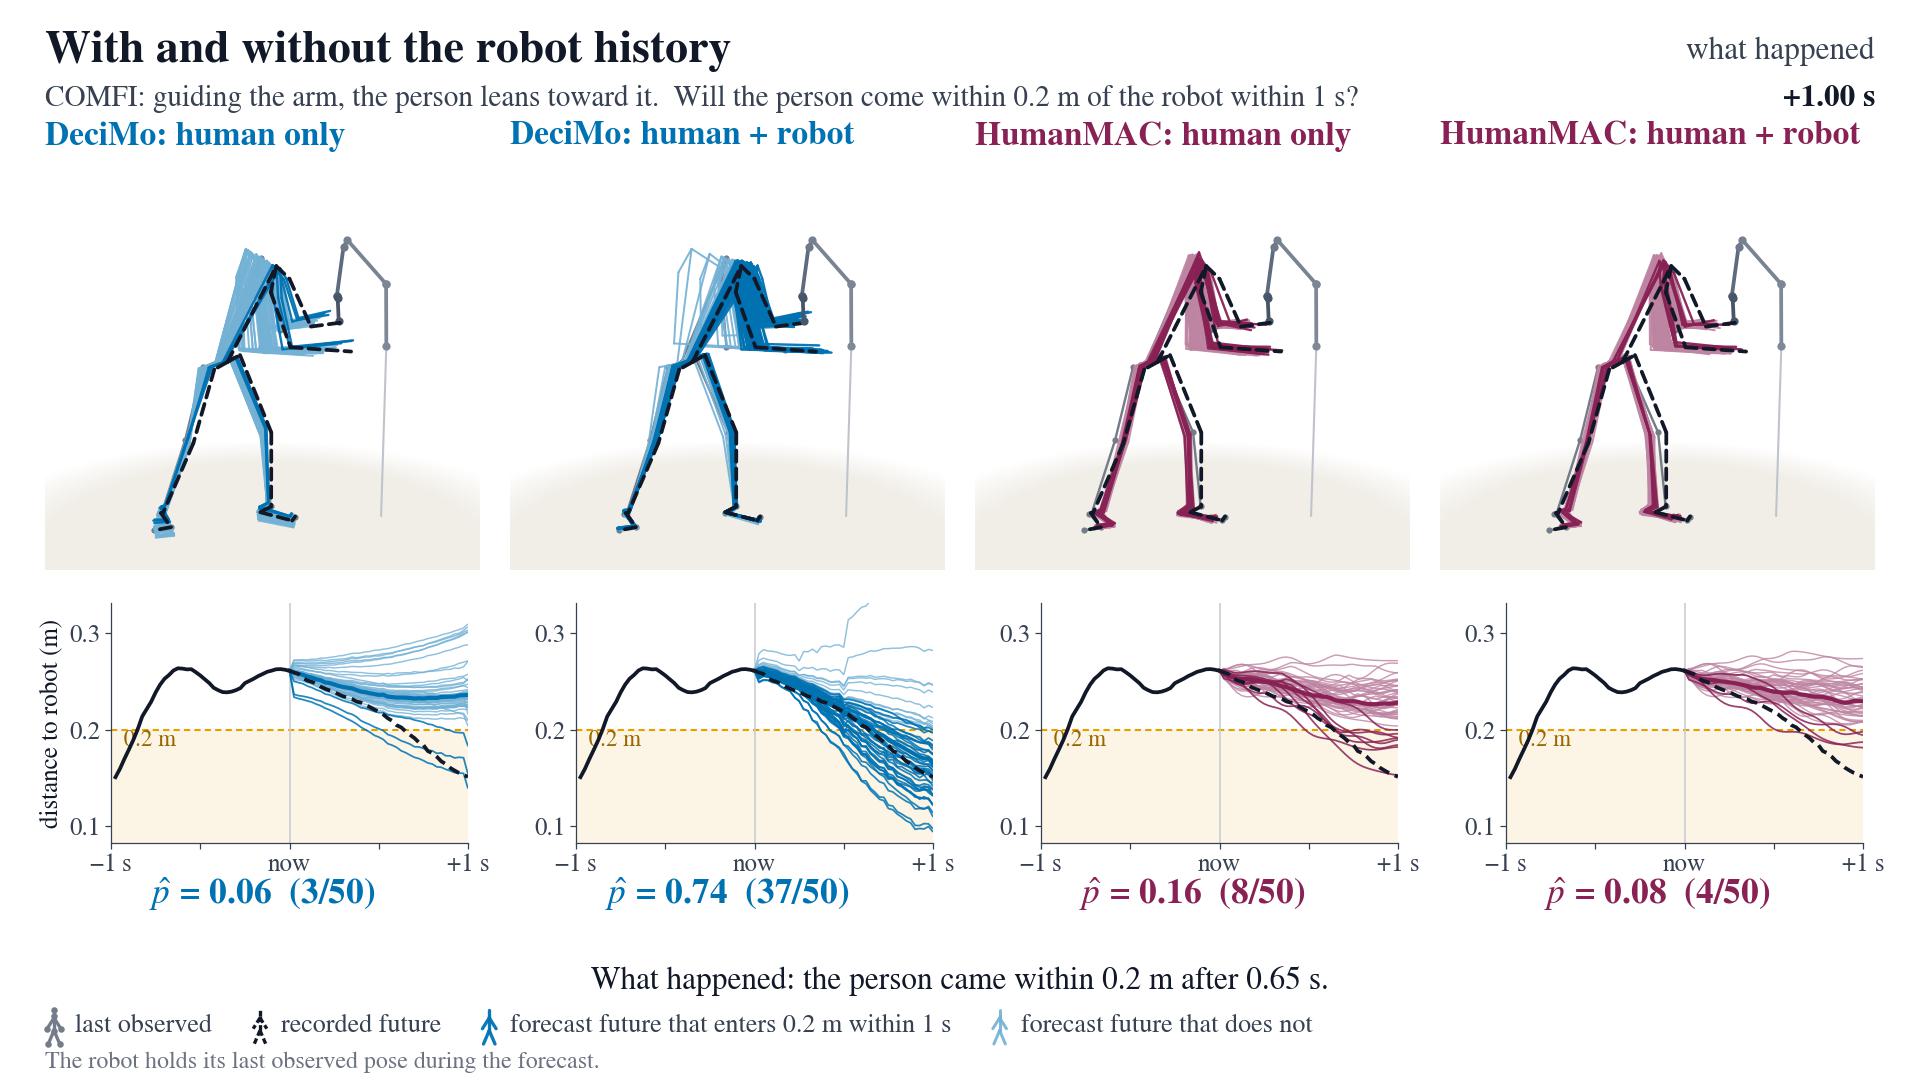 With and without the robot history
what happened
COMFI: guiding the arm, the person leans toward it.  Will the person come within 0.2 m of the robot within 1 s?
+1.00 s
DeciMo: human only
DeciMo: human + robot
HumanMAC: human only
HumanMAC: human + robot
distance to robot (m)
0.3
0.2
0.1
0.2 m
−1 s
now
+1 s
0.3
0.2
0.1
0.2 m
−1 s
now
+1 s
0.3
0.2
0.1
0.2 m
−1 s
now
+1 s
0.3
0.2
0.1
0.2 m
−1 s
now
+1 s
p̂ = 0.06  (3/50)
p̂ = 0.74  (37/50)
p̂ = 0.16  (8/50)
p̂ = 0.08  (4/50)
What happened: the person came within 0.2 m after 0.65 s.
last observed
recorded future
forecast future that enters 0.2 m within 1 s
forecast future that does not
The robot holds its last observed pose during the forecast.